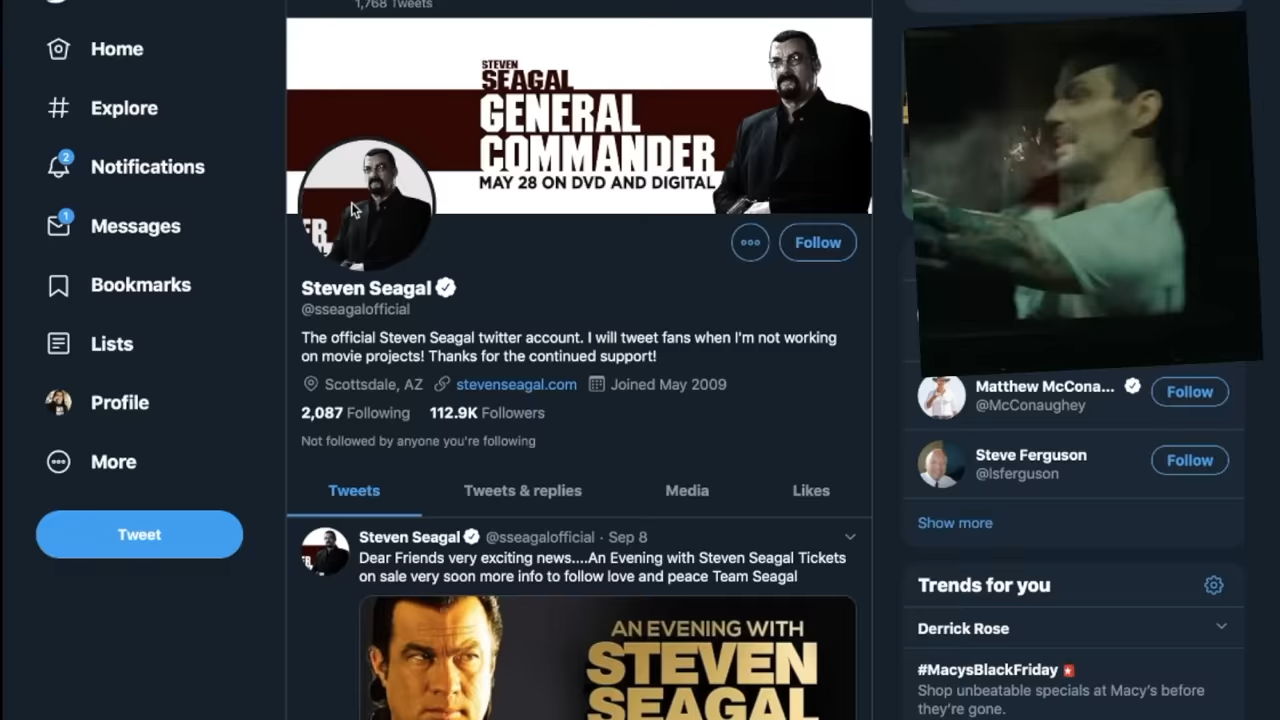 1,768 Tweets
Home
Explore
2
Notifications
1
Messages
Bookmarks
Lists
Profile
More
Tweet
STEVEN
SEAGAL
GENERAL
COMMANDER
MAY 28 ON DVD AND DIGITAL
ER
Follow
Steven Seagal
@sseagalofficial
The official Steven Seagal twitter account. I will tweet fans when I'm not working
on movie projects! Thanks for the continued support!
Scottsdale, AZ stevenseagal.com Joined May 2009
2,087 Following 112.9K Followers
Not followed by anyone you're following
Tweets Tweets & replies Media Likes
Steven Seagal @sseagalofficial · Sep 8
Dear Friends very exciting news....An Evening with Steven Seagal Tickets
on sale very soon more info to follow love and peace Team Seagal
AN EVENING WITH
STEVEN
SEAGAL
Matthew McCona...
@McConaughey
Follow
Steve Ferguson
@lsferguson
Follow
Show more
Trends for you
Derrick Rose
#MacysBlackFriday
Shop unbeatable specials at Macy's before
they're gone.